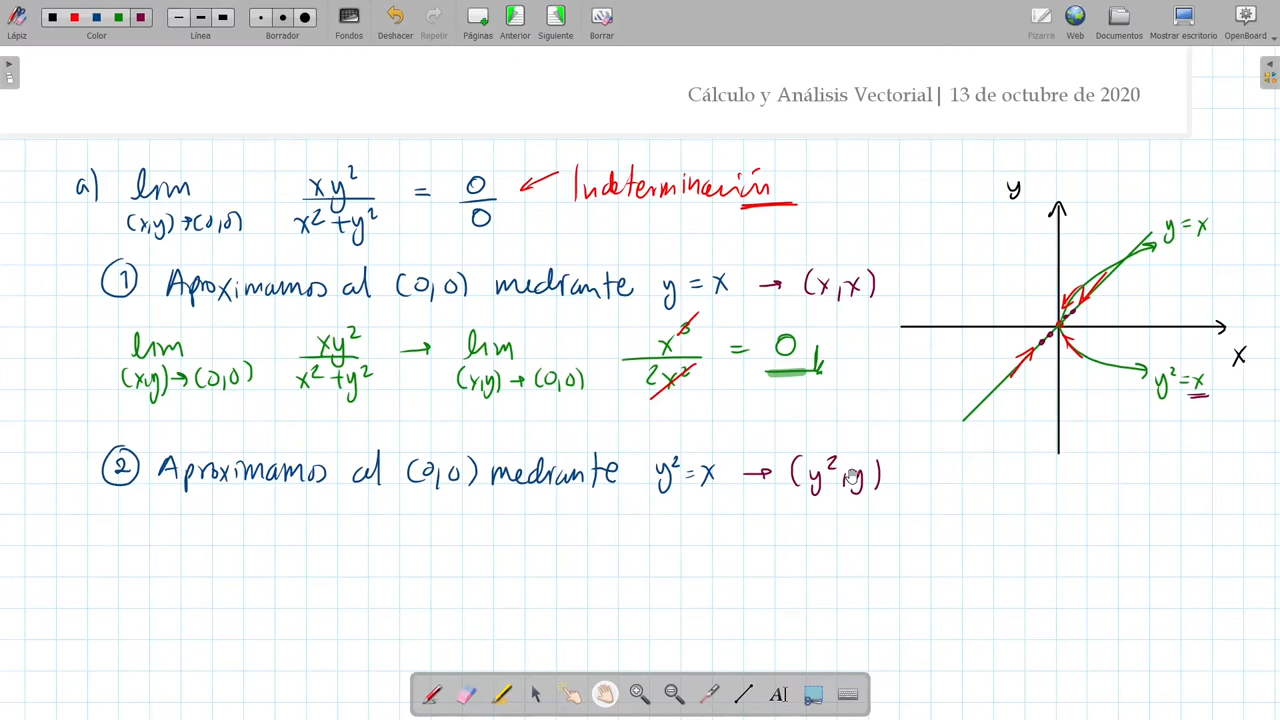 Lápiz Color Línea Borrador Fondos Deshacer Repetir Páginas Anterior Siguiente Borrar Pizarra Web Documentos Mostrar escritorio OpenBoard
Cálculo y Análisis Vectorial| 13 de octubre de 2020
a) lim (x,y)→(0,0) xy²/(x²+y²) = 0/0 ← Indeterminación
① Aproximamos al (0,0) mediante y = x → (x,x)
lim (x,y)→(0,0) xy²/(x²+y²) → lim (x,y)→(0,0) x³/2x² = 0
② Aproximamos al (0,0) mediante y² = x → (y², y)
y
y = x
x
y² = x
AI